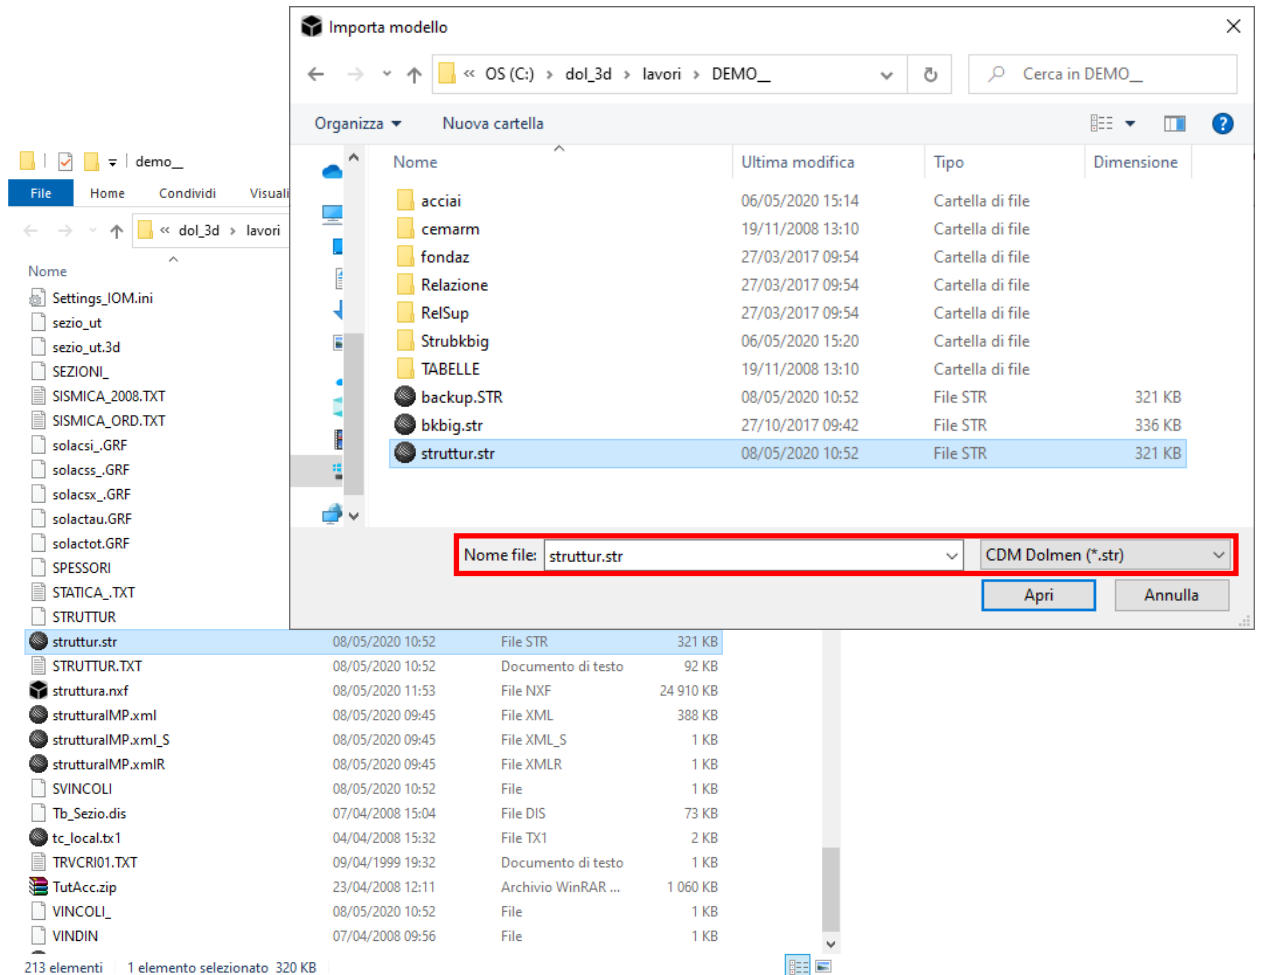 Importa modello
« OS (C:) › dol_3d › lavori › DEMO__
Cerca in DEMO__
Organizza
Nuova cartella
Nome Ultima modifica Tipo Dimensione
acciai 06/05/2020 15:14 Cartella di file
cemarm 19/11/2008 13:10 Cartella di file
fondaz 27/03/2017 09:54 Cartella di file
Relazione 27/03/2017 09:54 Cartella di file
RelSup 27/03/2017 09:54 Cartella di file
Strubkbig 06/05/2020 15:20 Cartella di file
TABELLE 19/11/2008 13:10 Cartella di file
backup.STR 08/05/2020 10:52 File STR 321 KB
bkbig.str 27/10/2017 09:42 File STR 336 KB
struttur.str 08/05/2020 10:52 File STR 321 KB
Nome file: struttur.str CDM Dolmen (*.str)
Apri Annulla
demo__
File Home Condividi Visuali
« dol_3d › lavori
Nome
Settings_IOM.ini
sezio_ut
sezio_ut.3d
SEZIONI_
SISMICA_2008.TXT
SISMICA_ORD.TXT
solacsi_.GRF
solacss_.GRF
solacsx_.GRF
solactau.GRF
solactot.GRF
SPESSORI
STATICA_.TXT
STRUTTUR
struttur.str 08/05/2020 10:52 File STR 321 KB
STRUTTUR.TXT 08/05/2020 10:52 Documento di testo 92 KB
struttura.nxf 08/05/2020 11:53 File NXF 24 910 KB
strutturaIMP.xml 08/05/2020 09:45 File XML 388 KB
strutturaIMP.xml_S 08/05/2020 09:45 File XML_S 1 KB
strutturaIMP.xmlR 08/05/2020 09:45 File XMLR 1 KB
SVINCOLI 08/05/2020 10:52 File 1 KB
Tb_Sezio.dis 07/04/2008 15:04 File DIS 73 KB
tc_local.tx1 04/04/2008 15:32 File TX1 2 KB
TRVCRI01.TXT 09/04/1999 19:32 Documento di testo 1 KB
TutAcc.zip 23/04/2008 12:11 Archivio WinRAR ... 1 060 KB
VINCOLI_ 08/05/2020 10:52 File 1 KB
VINDIN 07/04/2008 09:56 File 1 KB
213 elementi 1 elemento selezionato 320 KB